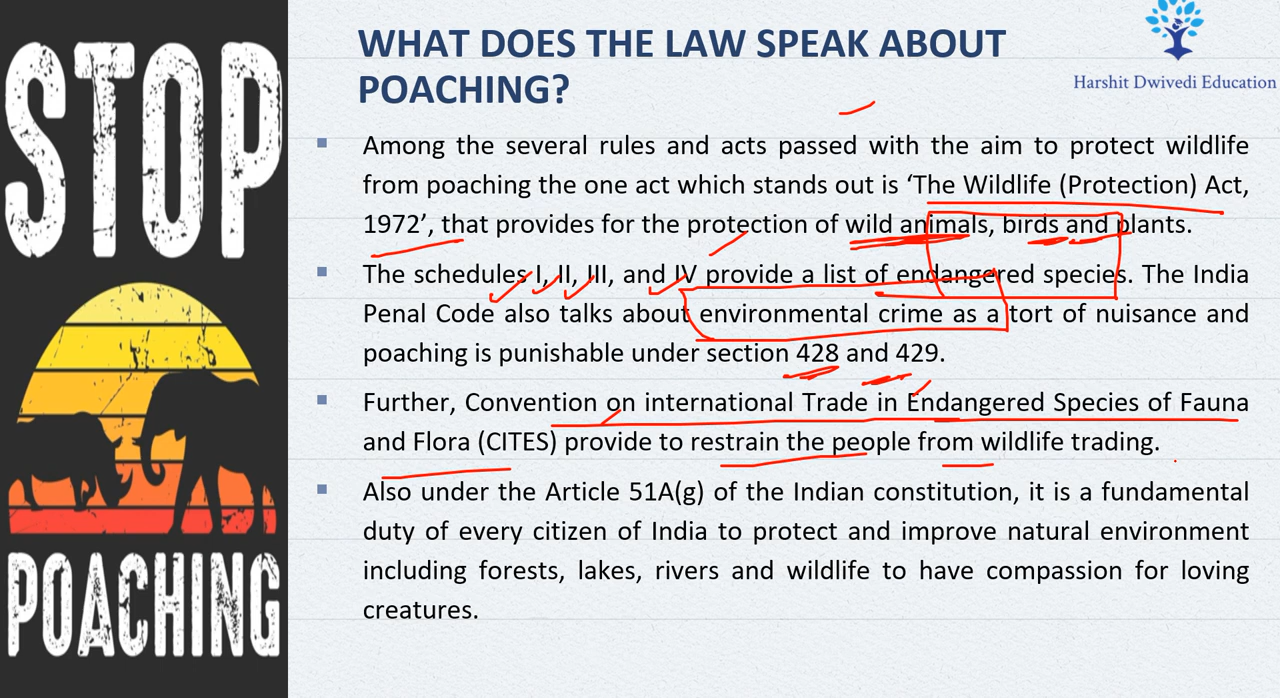 STOP
POACHING
WHAT DOES THE LAW SPEAK ABOUT
POACHING?
Harshit Dwivedi Education
Among the several rules and acts passed with the aim to protect wildlife
from poaching the one act which stands out is ‘The Wildlife (Protection) Act,
1972’, that provides for the protection of wild animals, birds and plants.
The schedules I, II, III, and IV provide a list of endangered species. The India
Penal Code also talks about environmental crime as a tort of nuisance and
poaching is punishable under section 428 and 429.
Further, Convention on international Trade in Endangered Species of Fauna
and Flora (CITES) provide to restrain the people from wildlife trading.
Also under the Article 51A(g) of the Indian constitution, it is a fundamental
duty of every citizen of India to protect and improve natural environment
including forests, lakes, rivers and wildlife to have compassion for loving
creatures.